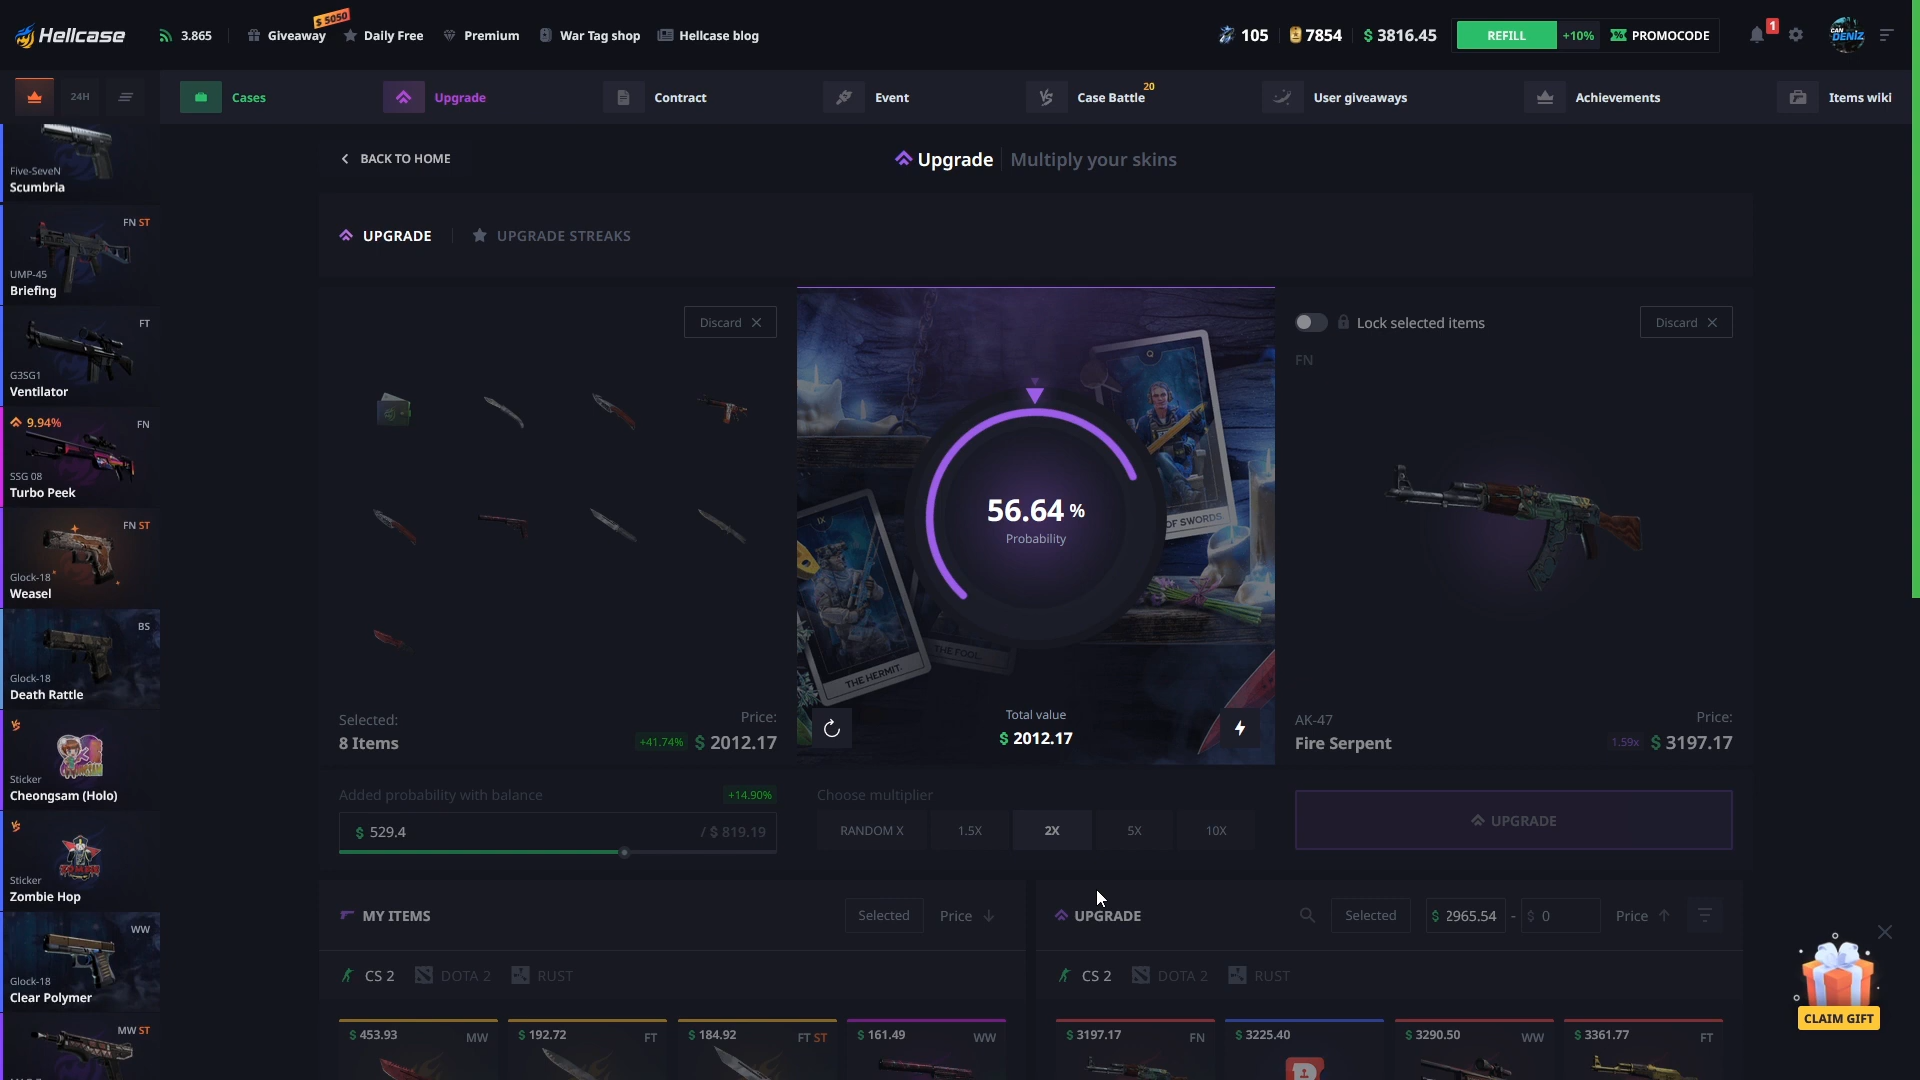 Hellcase
3.865
$ 5050
Giveaway
Daily Free
Premium
War Tag shop
Hellcase blog
105
7854
$ 3816.45
REFILL
+10%
PROMOCODE
1
CAN DENİZ
24H
Cases
Upgrade
Contract
Event
Case Battle
20
User giveaways
Achievements
Items wiki
BACK TO HOME
Upgrade
Multiply your skins
Five-SeveN
Scumbria
FN ST
UMP-45
Briefing
FT
G3SG1
Ventilator
9.94%
FN
SSG 08
Turbo Peek
FN ST
Glock-18
Weasel
BS
Glock-18
Death Rattle
Sticker
Cheongsam (Holo)
Sticker
Zombie Hop
WW
Glock-18
Clear Polymer
MW ST
UPGRADE
UPGRADE STREAKS
Discard
Selected:
8 Items
Price:
+41.74%
$ 2012.17
56.64 %
Probability
OF SWORDS
THE FOOL.
THE HERMIT.
IX
Total value
$ 2012.17
Lock selected items
Discard
FN
AK-47
Fire Serpent
Price:
1.59x
$ 3197.17
Added probability with balance
+14.90%
$ 529.4
/ $ 819.19
Choose multiplier
RANDOM X
1.5X
2X
5X
10X
UPGRADE
MY ITEMS
Selected
Price
CS 2
DOTA 2
RUST
$ 453.93
MW
$ 192.72
FT
$ 184.92
FT ST
$ 161.49
WW
UPGRADE
Selected
$ 2965.54
-
$ 0
Price
CS 2
DOTA 2
RUST
$ 3197.17
FN
$ 3225.40
$ 3290.50
WW
$ 3361.77
FT
CLAIM GIFT